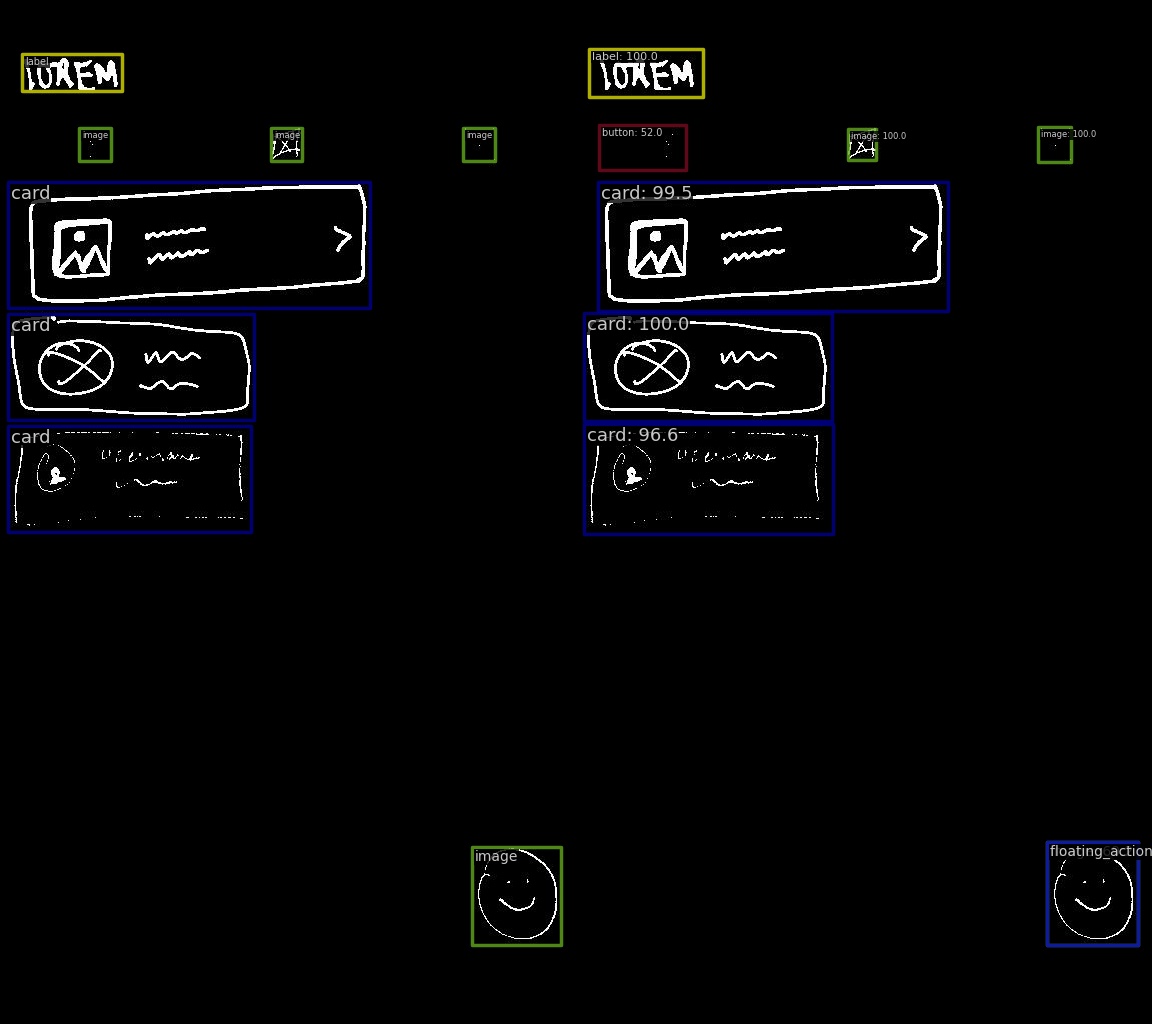 label label: 100.0
LOREM LOREM
image image image button: 52.0 image: 100.0 image: 100.0
card card: 99.5
card card: 100.0
card card: 96.6
Username Username
image floating_action